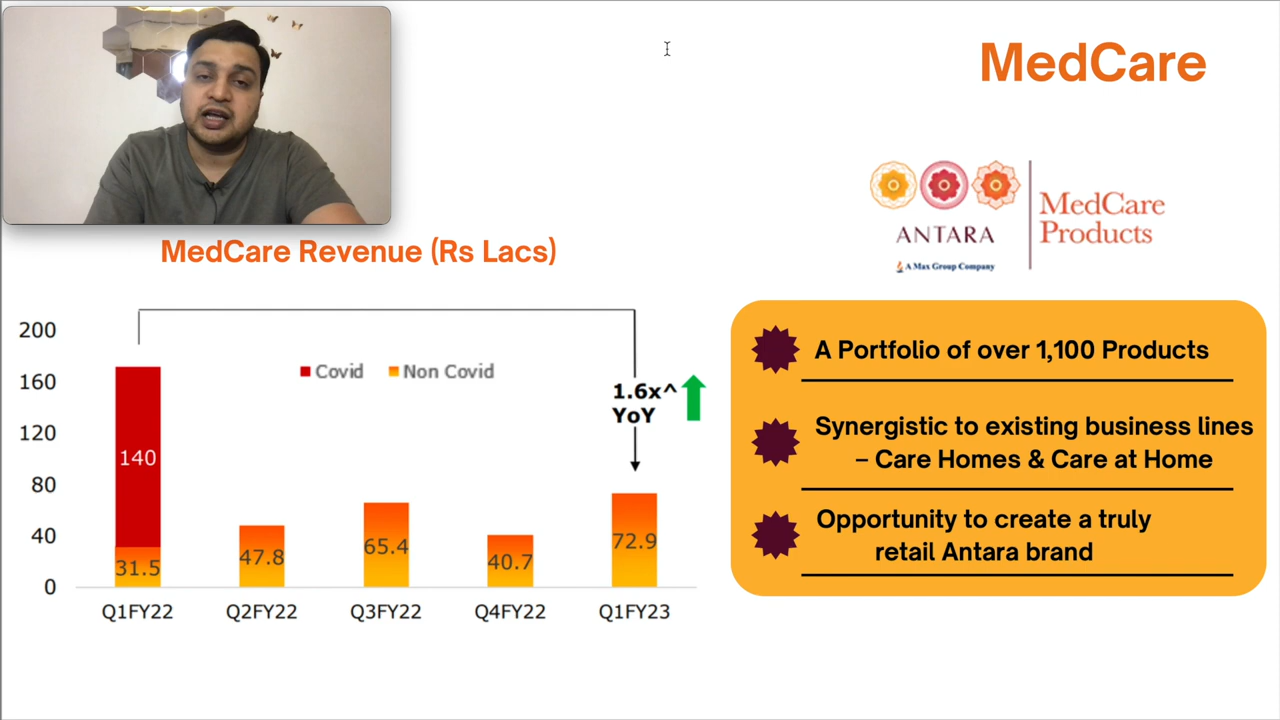 MedCare
ANTARA
A Max Group Company
MedCare
Products
MedCare Revenue (Rs Lacs)
200
160
120
80
40
0
Covid
Non Covid
1.6x^
YoY
140
31.5
47.8
65.4
40.7
72.9
Q1FY22
Q2FY22
Q3FY22
Q4FY22
Q1FY23
A Portfolio of over 1,100 Products
Synergistic to existing business lines
– Care Homes & Care at Home
Opportunity to create a truly
retail Antara brand